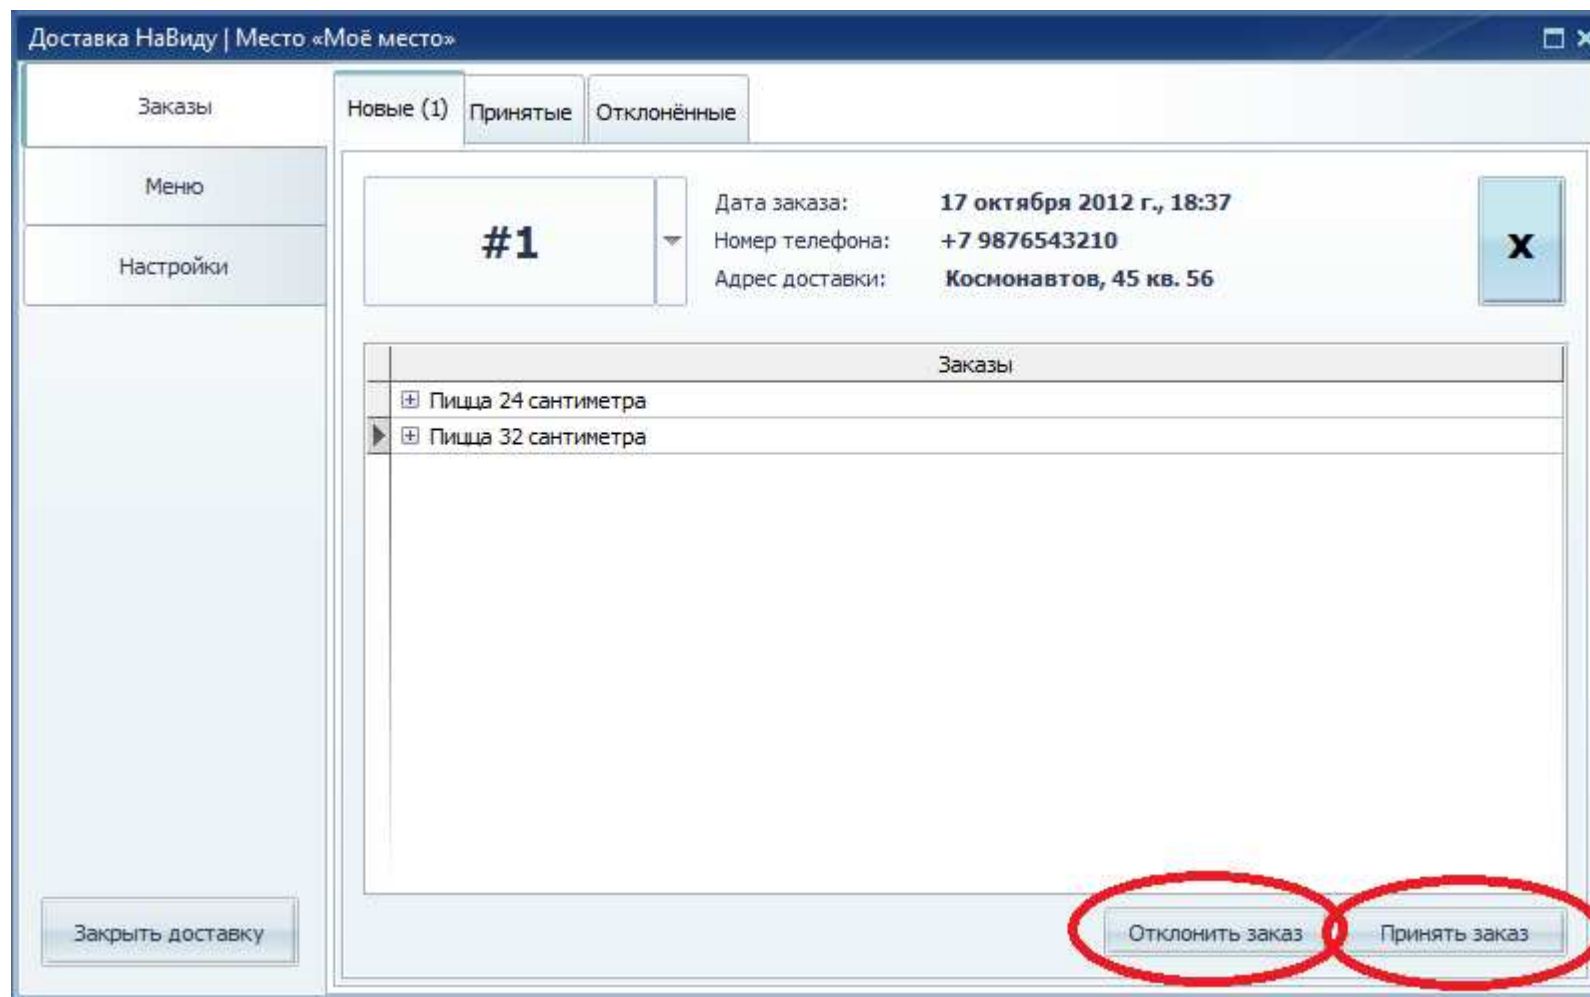 Доставка НаВиду | Место «Моё место»
Заказы
Меню
Настройки
Новые (1) Принятые Отклонённые
#1
Дата заказа: 17 октября 2012 г., 18:37
Номер телефона: +7 9876543210
Адрес доставки: Космонавтов, 45 кв. 56
X
Заказы
Пицца 24 сантиметра
Пицца 32 сантиметра
Закрыть доставку
Отклонить заказ Принять заказ